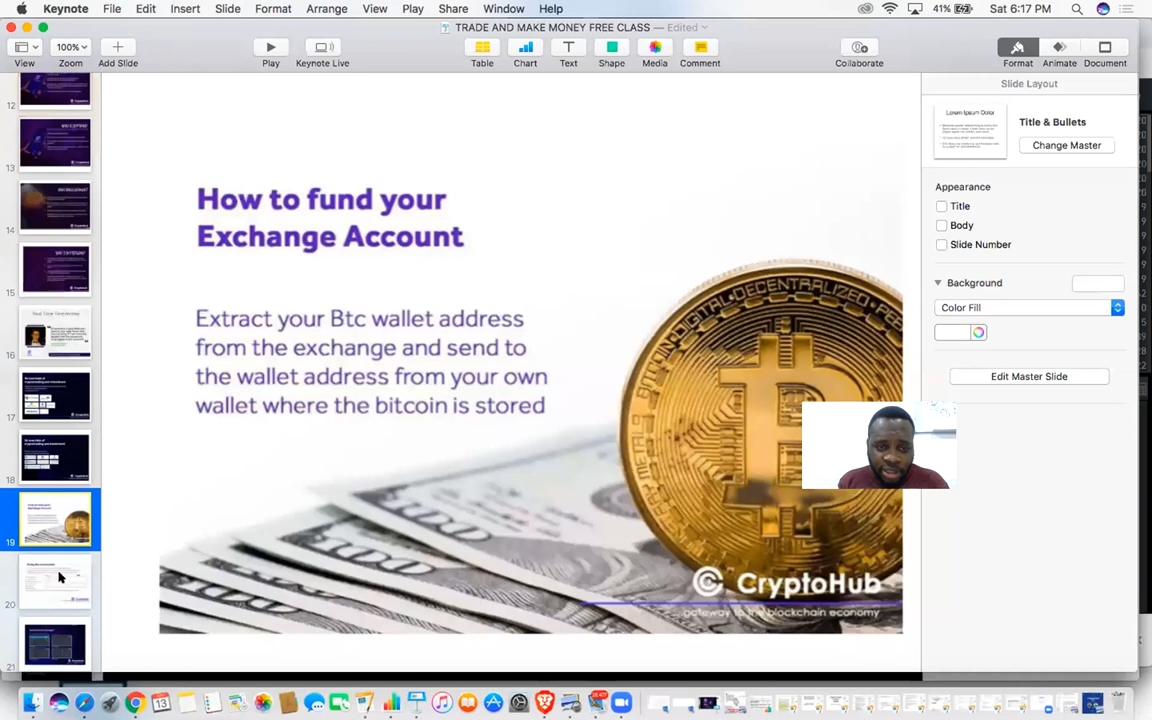 Keynote File Edit Insert Slide Format Arrange View Play Share Window Help 41% Sat 6:17 PM
TRADE AND MAKE MONEY FREE CLASS — Edited
100%
View Zoom Add Slide Play Keynote Live Table Chart Text Shape Media Comment Collaborate Format Animate Document
Slide Layout
Title & Bullets
Change Master
Appearance
Title
Body
Slide Number
Background
Color Fill
Edit Master Slide
12
13
14
15
16
17
18
19
20
21
How to fund your
Exchange Account
Extract your Btc wallet address
from the exchange and send to
the wallet address from your own
wallet where the bitcoin is stored
DIGITAL DECENTRALIZED
BITCOIN
CryptoHub
gateway to the blockchain economy